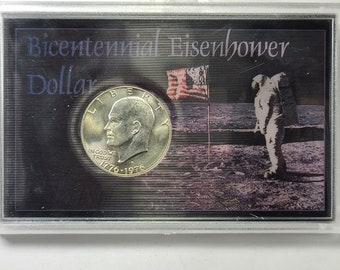 Bicentennial Eisenhower
Dollar
LIBERTY
IN GOD
WE TRUST
1776-1976